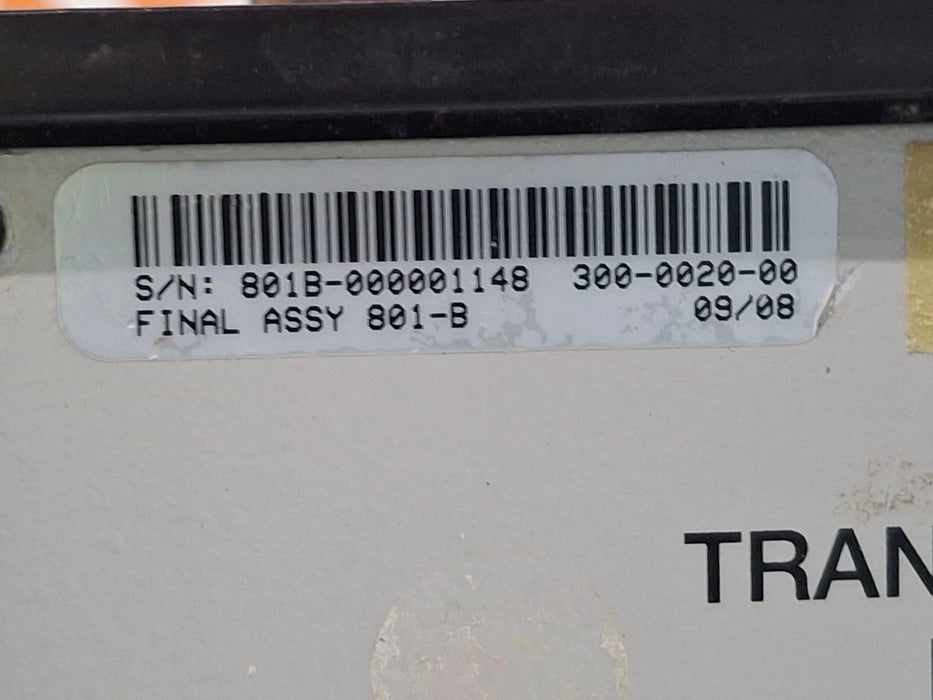 S/N: 801B-000001148 300-0020-00
FINAL ASSY 801-B 09/08
TRAN